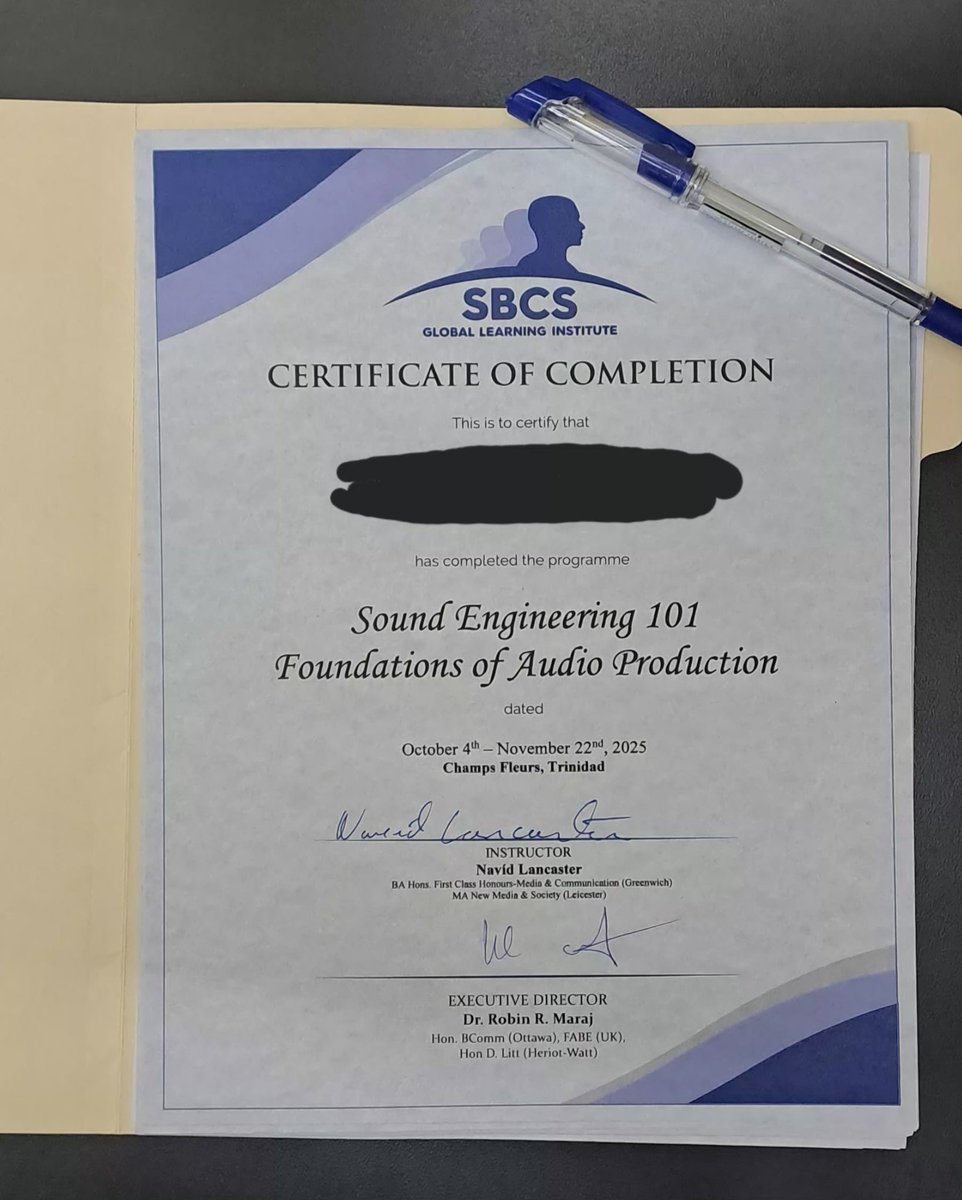 SBCS
GLOBAL LEARNING INSTITUTE
CERTIFICATE OF COMPLETION
This is to certify that
has completed the programme
Sound Engineering 101
Foundations of Audio Production
dated
October 4th – November 22nd, 2025
Champs Fleurs, Trinidad
Navid Lancaster
INSTRUCTOR
Navíd Lancaster
BA Hons. First Class Honours-Media & Communication (Greenwich)
MA New Media & Society (Leicester)
EXECUTIVE DIRECTOR
Dr. Robin R. Maraj
Hon. BComm (Ottawa), FABE (UK),
Hon D. Litt (Heriot-Watt)